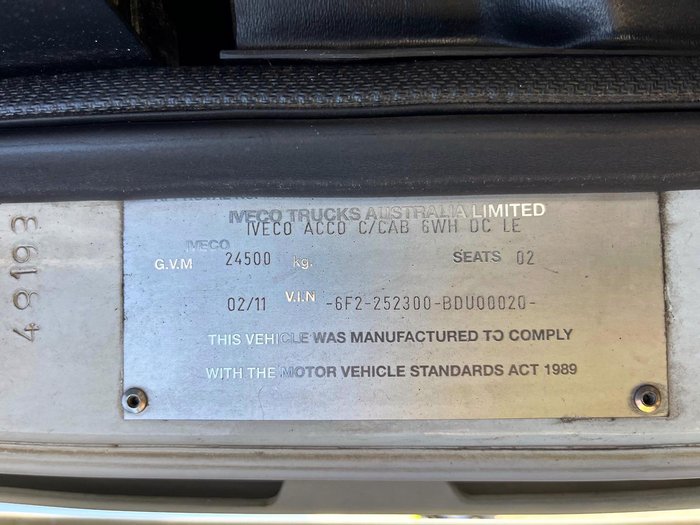 IVECO TRUCKS AUSTRALIA LIMITED
IVECO ACCO C/CAB 6WH DC LE
IVECO
G.V.M 24500 kg. SEATS 02
02/11 V.I.N -6F2-252300-BDU00020-
THIS VEHICLE WAS MANUFACTURED TO COMPLY
WITH THE MOTOR VEHICLE STANDARDS ACT 1989
48193